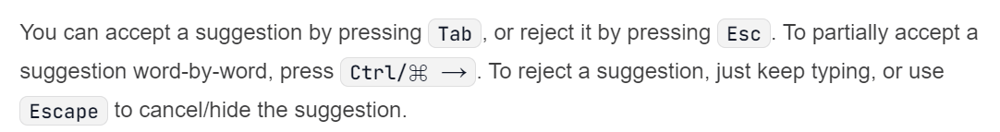 You can accept a suggestion by pressing Tab, or reject it by pressing Esc. To partially accept a
suggestion word-by-word, press Ctrl/⌘ →. To reject a suggestion, just keep typing, or use
Escape to cancel/hide the suggestion.